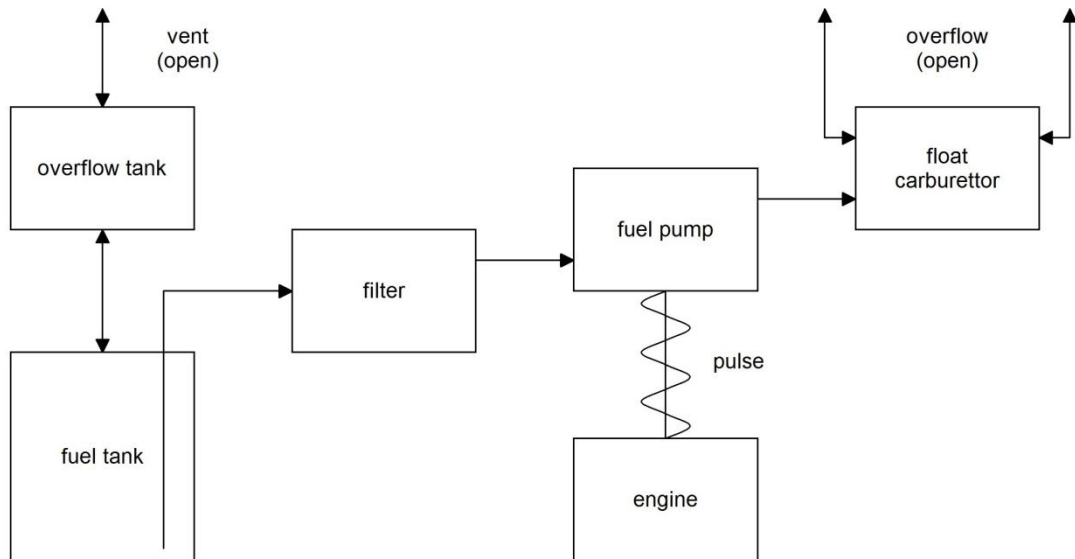 vent
(open)
overflow
(open)
overflow tank
float
carburettor
fuel pump
filter
pulse
fuel tank
engine